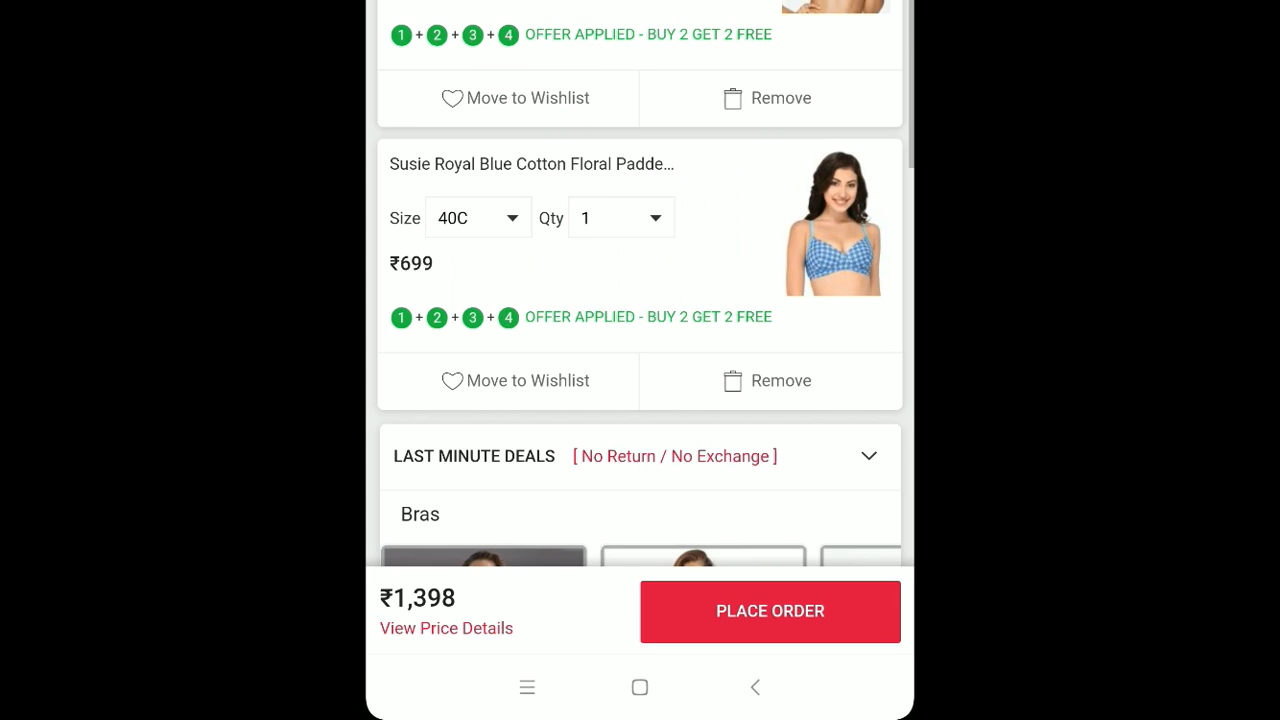 1 + 2 + 3 + 4 OFFER APPLIED - BUY 2 GET 2 FREE
Move to Wishlist Remove
Susie Royal Blue Cotton Floral Padde...
Size 40C Qty 1
₹699
1 + 2 + 3 + 4 OFFER APPLIED - BUY 2 GET 2 FREE
Move to Wishlist Remove
LAST MINUTE DEALS [ No Return / No Exchange ]
Bras
₹1,398
View Price Details
PLACE ORDER